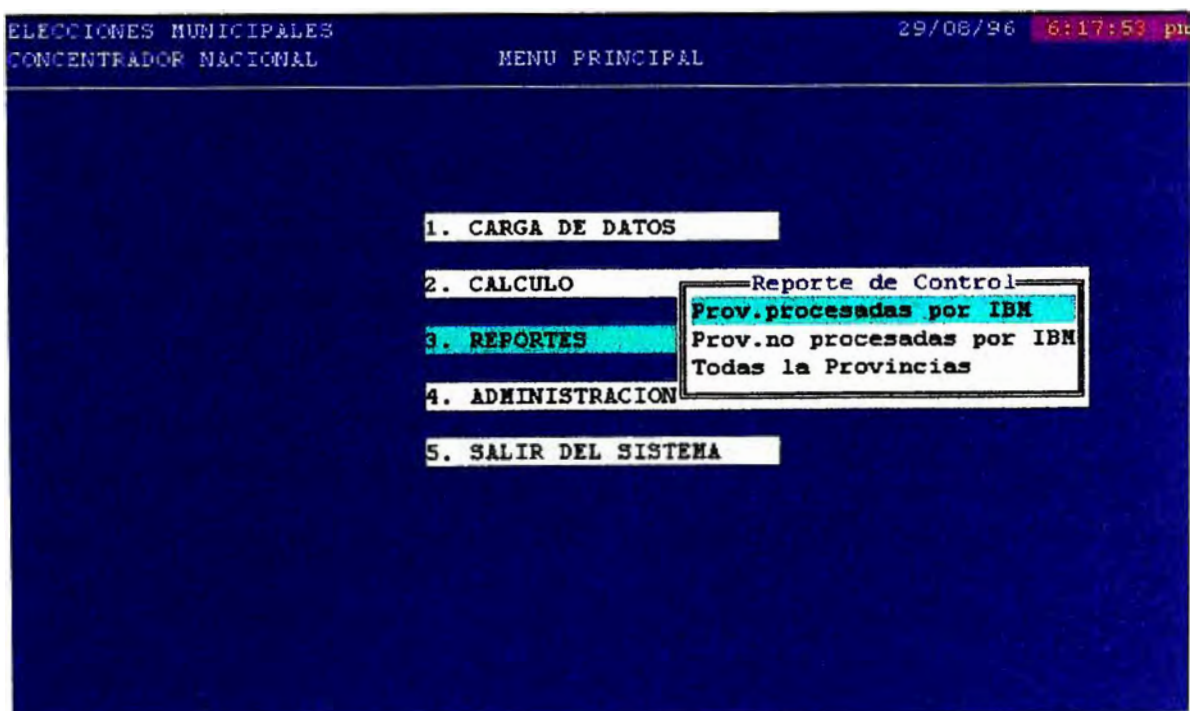 ELECCIONES MUNICIPALES 29/08/96 6:17:53 pm
CONCENTRADOR NACIONAL MENU PRINCIPAL
1. CARGA DE DATOS
2. CALCULO
Reporte de Control
Prov.procesadas por IBM
3. REPORTES
Prov.no procesadas por IBM
Todas la Provincias
4. ADMINISTRACION
5. SALIR DEL SISTEMA